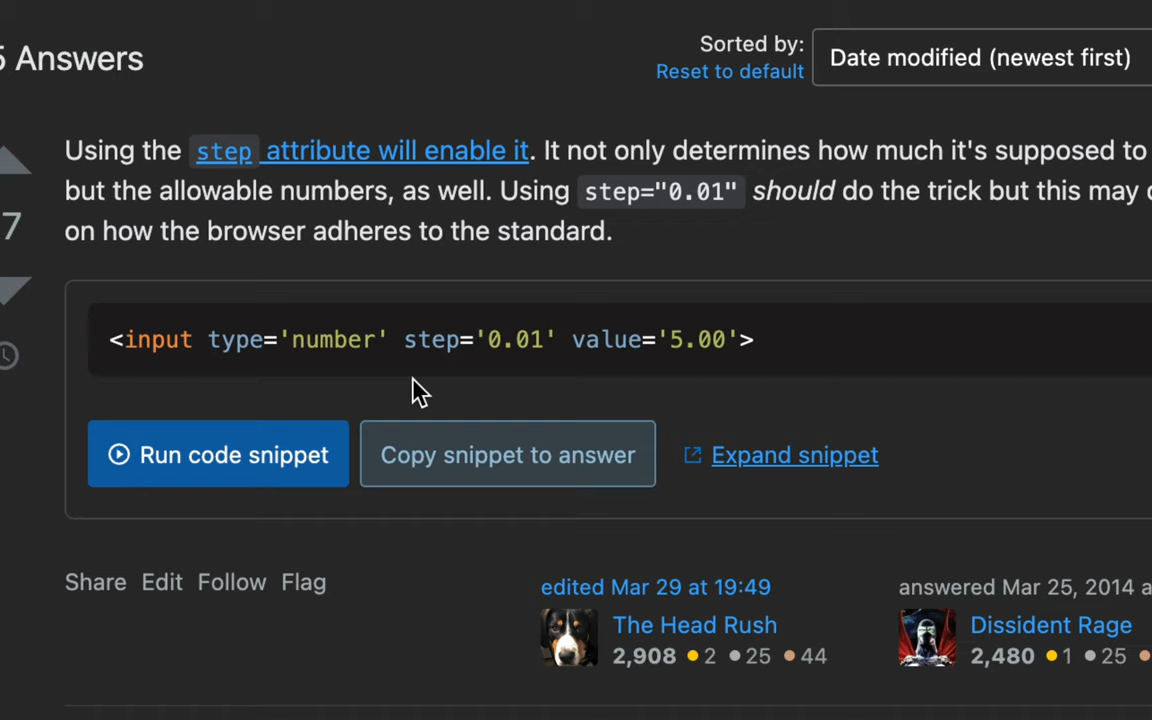 5 Answers
Sorted by:
Reset to default
Date modified (newest first)
Using the step attribute will enable it. It not only determines how much it's supposed to
but the allowable numbers, as well. Using step="0.01" should do the trick but this may
on how the browser adheres to the standard.
7
<input type='number' step='0.01' value='5.00'>
Run code snippet
Copy snippet to answer
Expand snippet
Share Edit Follow Flag
edited Mar 29 at 19:49
The Head Rush
2,908 2 25 44
answered Mar 25, 2014 a
Dissident Rage
2,480 1 25